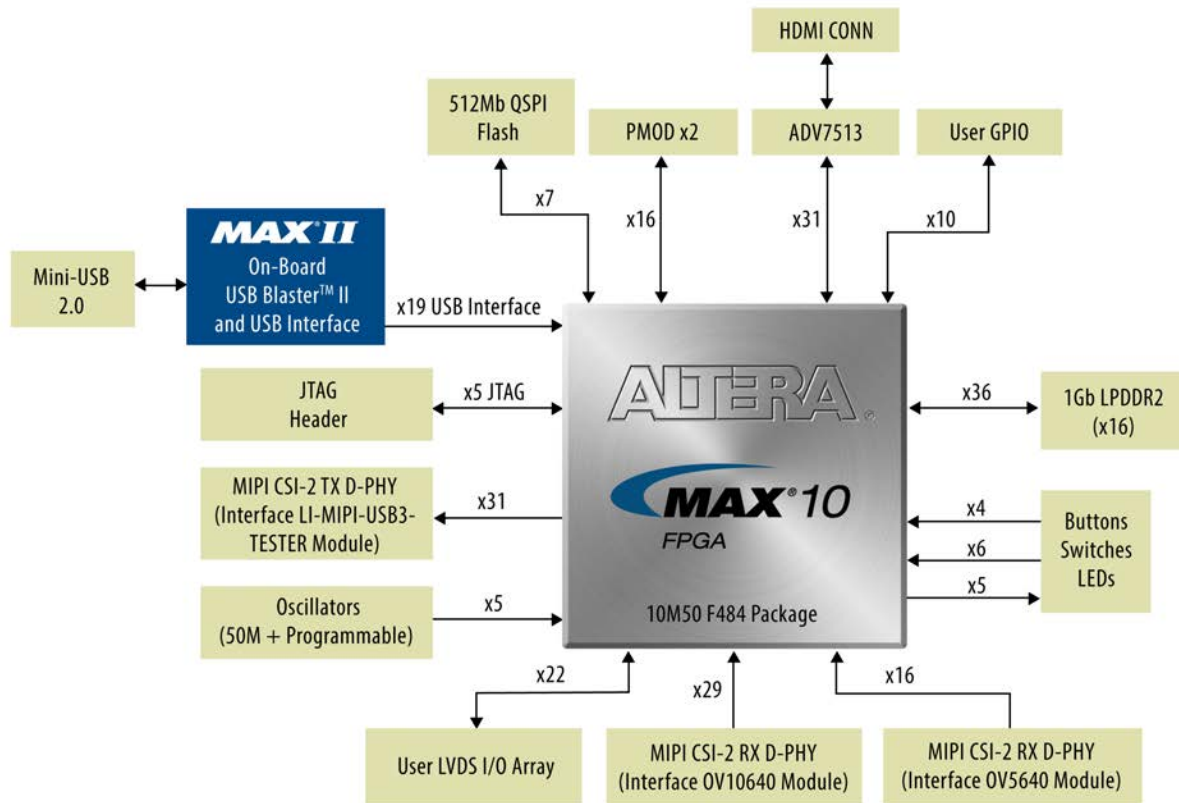 HDMI CONN
512Mb QSPI
Flash
PMOD x2
ADV7513
User GPIO
x7
x16
x31
x10
MAX® II
On-Board
USB Blaster™ II
and USB Interface
Mini-USB
2.0
x19 USB Interface
ALTERA®
MAX® 10
FPGA
10M50 F484 Package
JTAG
Header
x5 JTAG
x36
1Gb LPDDR2
(x16)
MIPI CSI-2 TX D-PHY
(Interface LI-MIPI-USB3-
TESTER Module)
x31
x4
x6
x5
Buttons
Switches
LEDs
Oscillators
(50M + Programmable)
x5
x22
x29
x16
User LVDS I/O Array
MIPI CSI-2 RX D-PHY
(Interface OV10640 Module)
MIPI CSI-2 RX D-PHY
(Interface OV5640 Module)